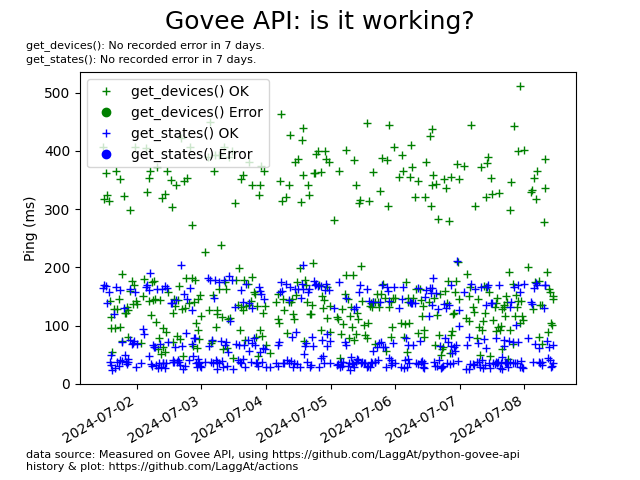 Govee API: is it working?
get_devices(): No recorded error in 7 days.
get_states(): No recorded error in 7 days.
get_devices() OK
get_devices() Error
get_states() OK
get_states() Error
500
400
300
200
100
0
Ping (ms)
2024-07-02
2024-07-03
2024-07-04
2024-07-05
2024-07-06
2024-07-07
2024-07-08
data source: Measured on Govee API, using https://github.com/LaggAt/python-govee-api
history & plot: https://github.com/LaggAt/actions